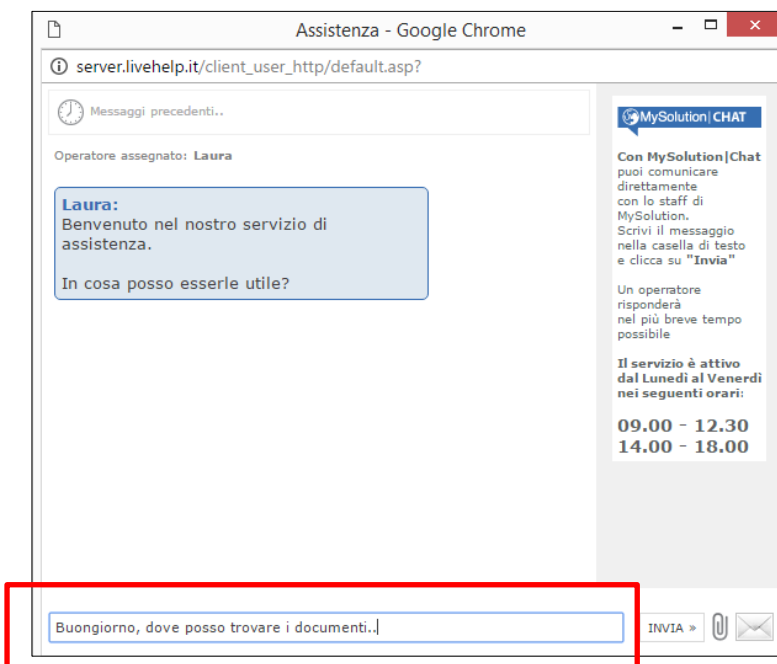 Assistenza - Google Chrome
server.livehelp.it/client_user_http/default.asp?
Messaggi precedenti..
Operatore assegnato: Laura
Laura:
Benvenuto nel nostro servizio di
assistenza.
In cosa posso esserle utile?
MySolution|CHAT
Con MySolution|Chat
puoi comunicare
direttamente
con lo staff di
MySolution.
Scrivi il messaggio
nella casella di testo
e clicca su "Invia"
Un operratore
risponderà
nel più breve tempo
possibile
Il servizio è attivo
dal Lunedì al Venerdì
nei seguenti orari:
09.00 - 12.30
14.00 - 18.00
Buongiorno, dove posso trovare i documenti..
INVIA »